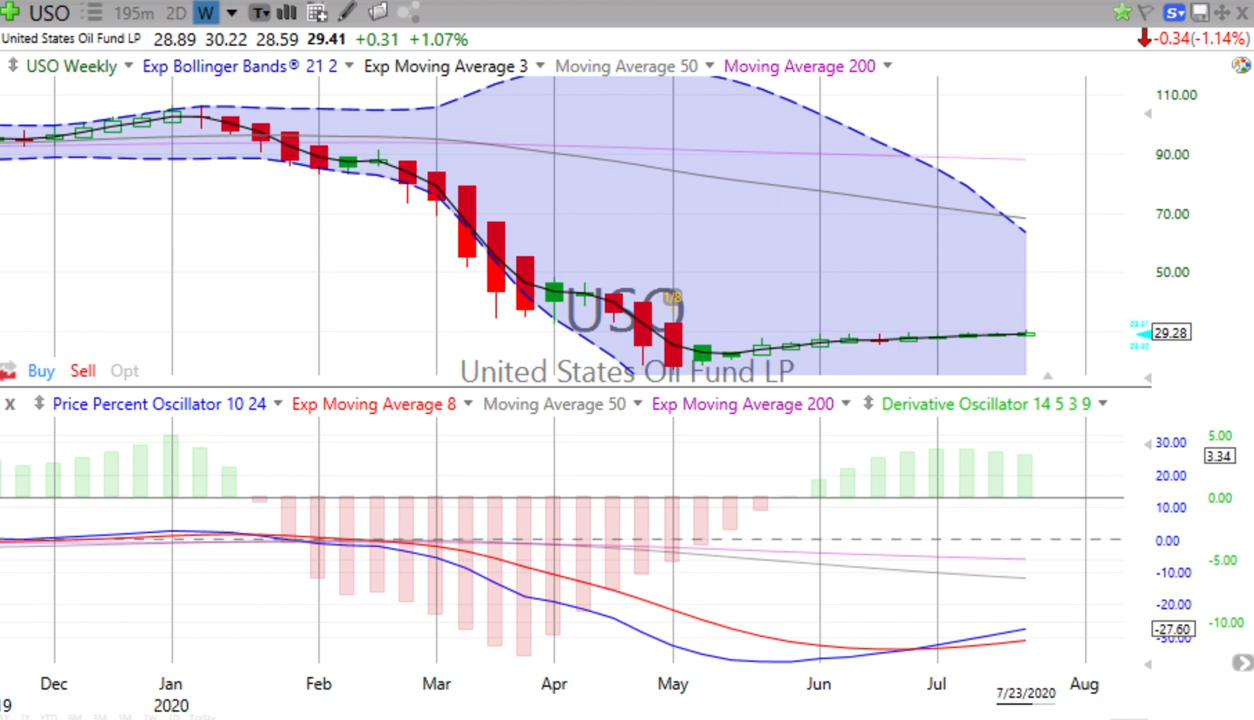 USO 195m 2D W T
United States Oil Fund LP 28.89 30.22 28.59 29.41 +0.31 +1.07% -0.34(-1.14%)
USO Weekly Exp Bollinger Bands® 21 2 Exp Moving Average 3 Moving Average 50 Moving Average 200
110.00
90.00
70.00
50.00
1/8
USO
29.28
United States Oil Fund LP
Buy Sell Opt
x Price Percent Oscillator 10 24 Exp Moving Average 8 Moving Average 50 Exp Moving Average 200 Derivative Oscillator 14 5 3 9
30.00 5.00
3.34
20.00
10.00 0.00
0.00
-10.00 -5.00
-20.00
-27.60 -10.00
-30.00
Dec Jan Feb Mar Apr May Jun Jul Aug
19 2020 7/23/2020